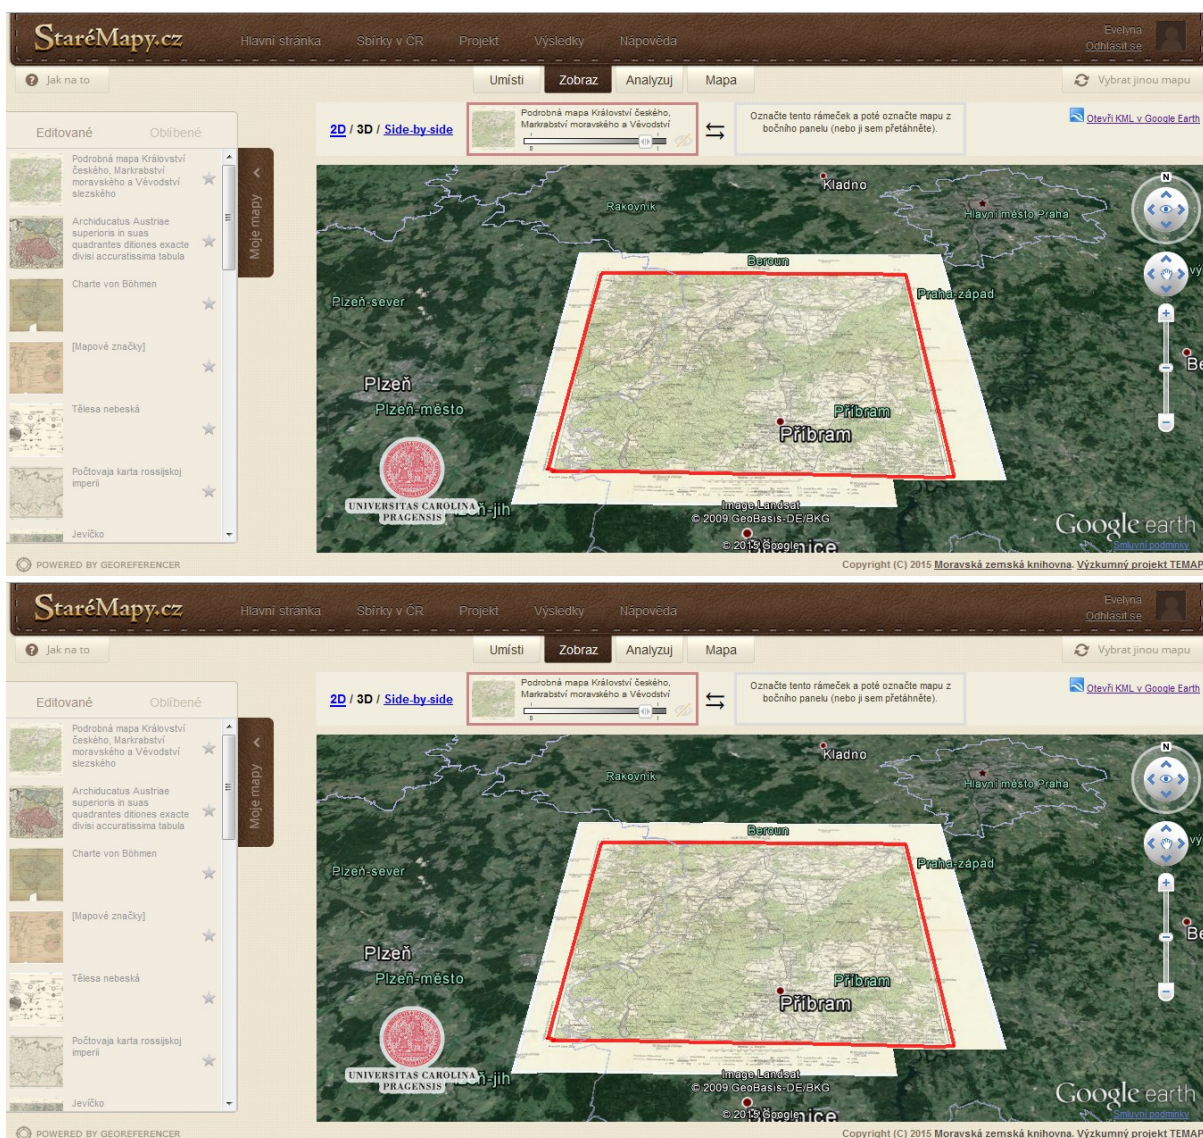 StaréMapy.cz
Hlavní stránka Sbírky v ČR Projekt Výsledky Nápověda
Evelyna
Odhlásit se
Jak na to
Umísti Zobraz Analyzuj Mapa
Vybrat jinou mapu
Editované Oblíbené
Moje mapy
Podrobná mapa Království
českého, Markrabství
moravského a Vévodství
slezského
Archiducatus Austriae
superioris in suas
quadrantes ditiones exacte
divisi accuratissima tabula
Charte von Böhmen
[Mapové značky]
Tělesa nebeská
Počtovaja karta rossijskoj
imperii
Jevíčko
2D / 3D / Side-by-side
Podrobná mapa Království českého,
Markrabství moravského a Vévodství
0 1
Označte tento rámeček a poté označte mapu z
bočního panelu (nebo ji sem přetáhněte).
Otevři KML v Google Earth
Kladno
N
Rakovník
Hlavní město Praha
Beroun
Praha-západ
Plzeň-sever
Plzeň
Plzeň-město
Příbram
Příbram
UNIVERSITAS CAROLINA
PRAGENSIS
Image Landsat
© 2009 GeoBasis-DE/BKG
© 2015 Google
Google earth
Smluvní podmínky
POWERED BY GEOREFERENCER
Copyright (C) 2015 Moravská zemská knihovna. Výzkumný projekt TEMAP
StaréMapy.cz
Hlavní stránka Sbírky v ČR Projekt Výsledky Nápověda
Evelyna
Odhlásit se
Jak na to
Umísti Zobraz Analyzuj Mapa
Vybrat jinou mapu
Editované Oblíbené
Moje mapy
Podrobná mapa Království
českého, Markrabství
moravského a Vévodství
slezského
Archiducatus Austriae
superioris in suas
quadrantes ditiones exacte
divisi accuratissima tabula
Charte von Böhmen
[Mapové značky]
Tělesa nebeská
Počtovaja karta rossijskoj
imperii
Jevíčko
2D / 3D / Side-by-side
Podrobná mapa Království českého,
Markrabství moravského a Vévodství
0 1
Označte tento rámeček a poté označte mapu z
bočního panelu (nebo ji sem přetáhněte).
Otevři KML v Google Earth
Kladno
N
Rakovník
Hlavní město Praha
Beroun
Praha-západ
Plzeň-sever
Plzeň
Plzeň-město
Příbram
Příbram
UNIVERSITAS CAROLINA
PRAGENSIS
Image Landsat
© 2009 GeoBasis-DE/BKG
© 2015 Google
Google earth
Smluvní podmínky
POWERED BY GEOREFERENCER
Copyright (C) 2015 Moravská zemská knihovna. Výzkumný projekt TEMAP